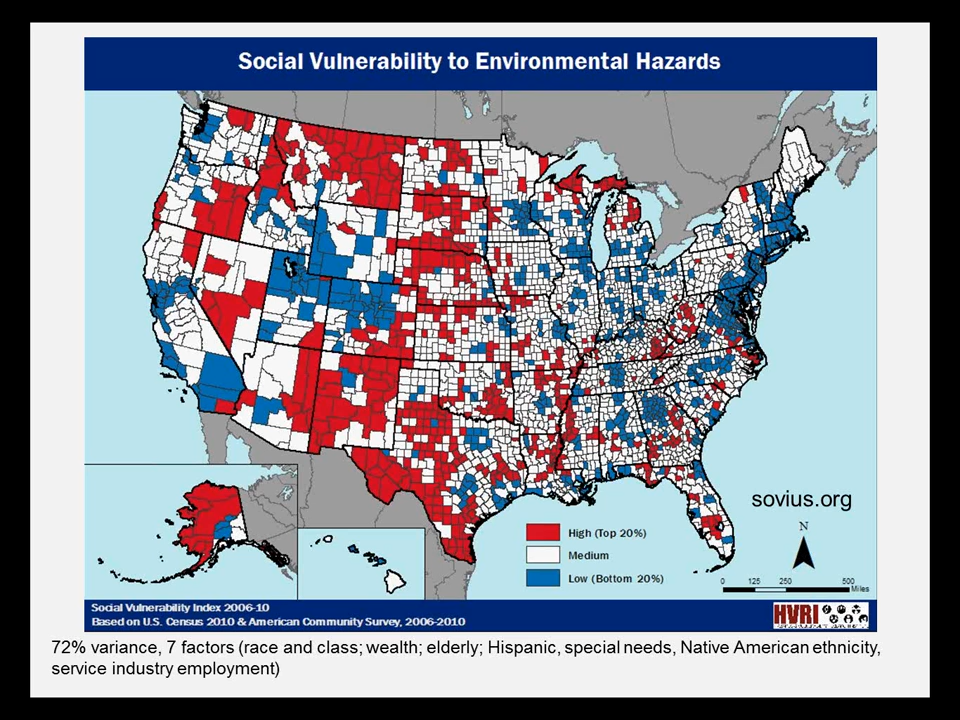 Social Vulnerability to Environmental Hazards
sovius.org
N
High (Top 20%)
Medium
Low (Bottom 20%)
0 125 250 500
Miles
Social Vulnerability Index 2006-10
Based on U.S. Census 2010 & American Community Survey, 2006-2010
HVRI
72% variance, 7 factors (race and class; wealth; elderly; Hispanic, special needs, Native American ethnicity,
service industry employment)